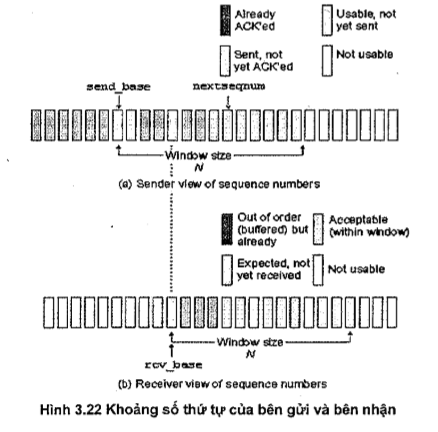 Already
ACK'ed
Usable, not
yet sent
Sent, not
yet ACK'ed
Not usable
send_base
nextseqnum
Window size
N
(a) Sender view of sequence numbers
Out of order
(buffered) but
already
Acceptable
(within window)
Expected, not
yet received
Not usable
Window size
N
rcv_base
(b) Receiver view of sequence numbers
Hình 3.22 Khoảng số thứ tự của bên gửi và bên nhận